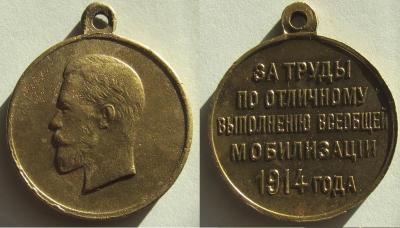 ЗА ТРУДЫ
ПО ОТЛИЧНОМУ
ВЫПОЛНЕНІЮ ВСЕОБЩЕЙ
МОБИЛИЗАЦІИ
1914 ГОДА